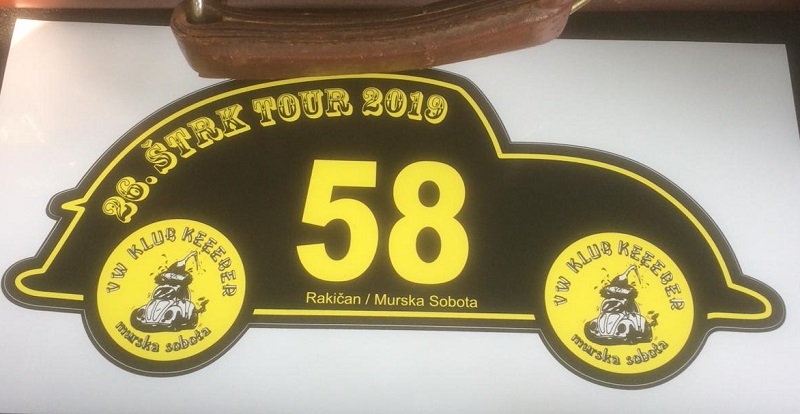 26. ŠTRK TOUR 2019
58
Rakičan / Murska Sobota
VW KLUB KEEEBER
murska sobota
VW KLUB KEEEBER
murska sobota